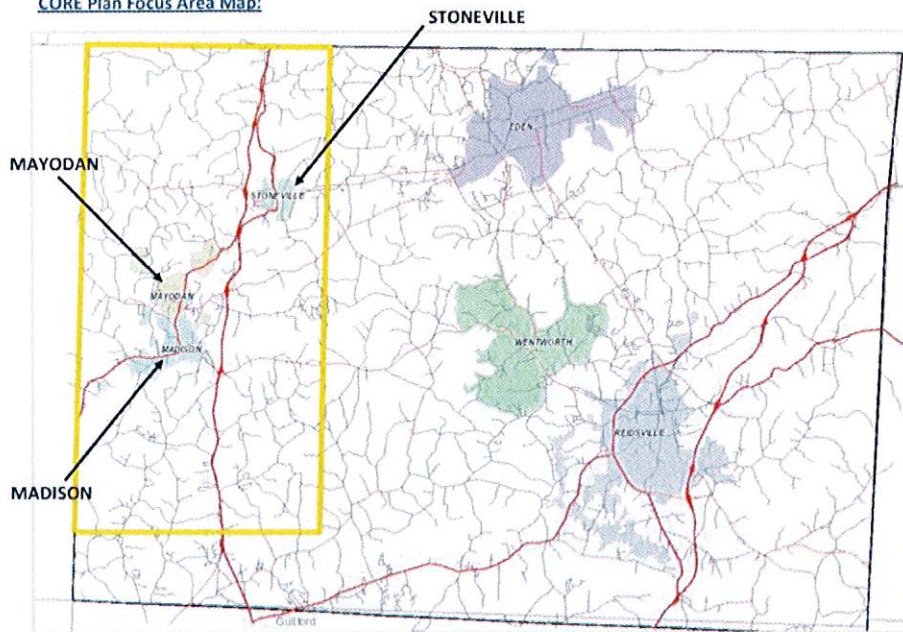 CORE Plan Focus Area Map:
STONEVILLE
EDEN
MAYODAN
STONEVILLE
MAYODAN
WENTWORTH
MADISON
REIDSVILLE
MADISON
Guilford